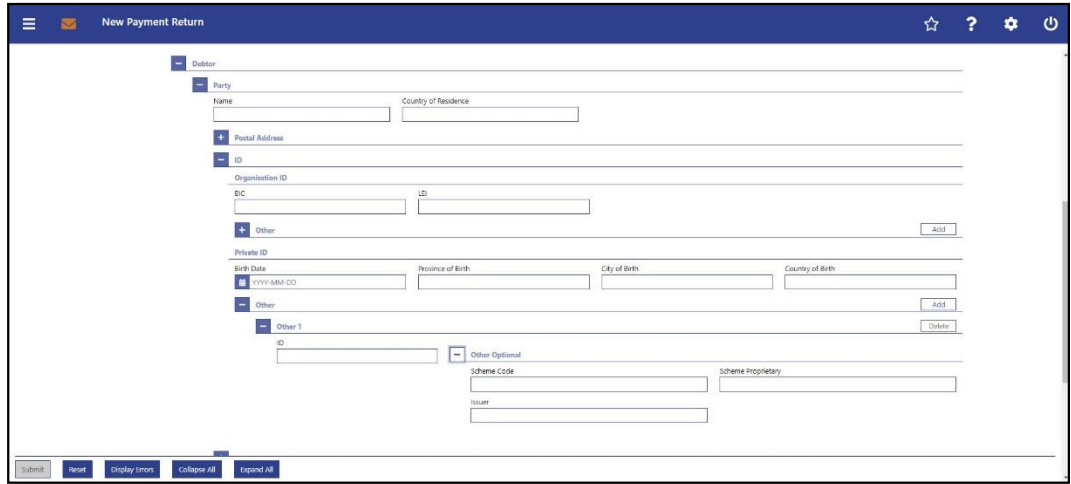 New Payment Return
Debtor
Party
Name Country of Residence
Postal Address
ID
Organisation ID
BIC LEI
Other Add
Private ID
Birth Date Province of Birth City of Birth Country of Birth
YYYY-MM-DD
Other Add
Other 1 Delete
ID
Other Optional
Scheme Code Scheme Proprietary
Issuer
Submit Reset Display Errors Collapse All Expand All